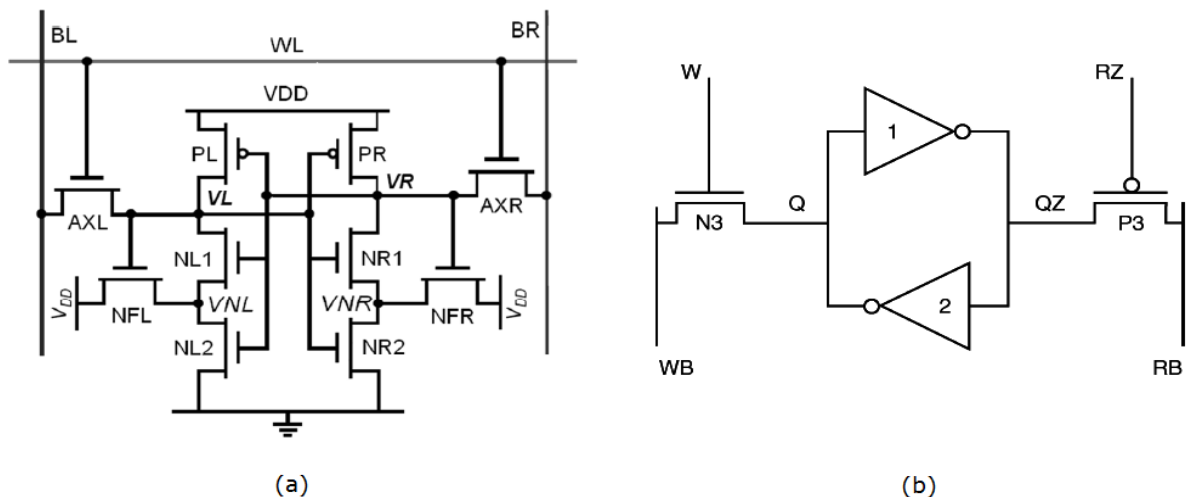 BL
BR
WL
VDD
PL
PR
VL
VR
AXL
AXR
NL1
NR1
VDD
VNL
VNR
VDD
NFL
NFR
NL2
NR2
(a)
W
RZ
1
Q
QZ
N3
P3
2
WB
RB
(b)